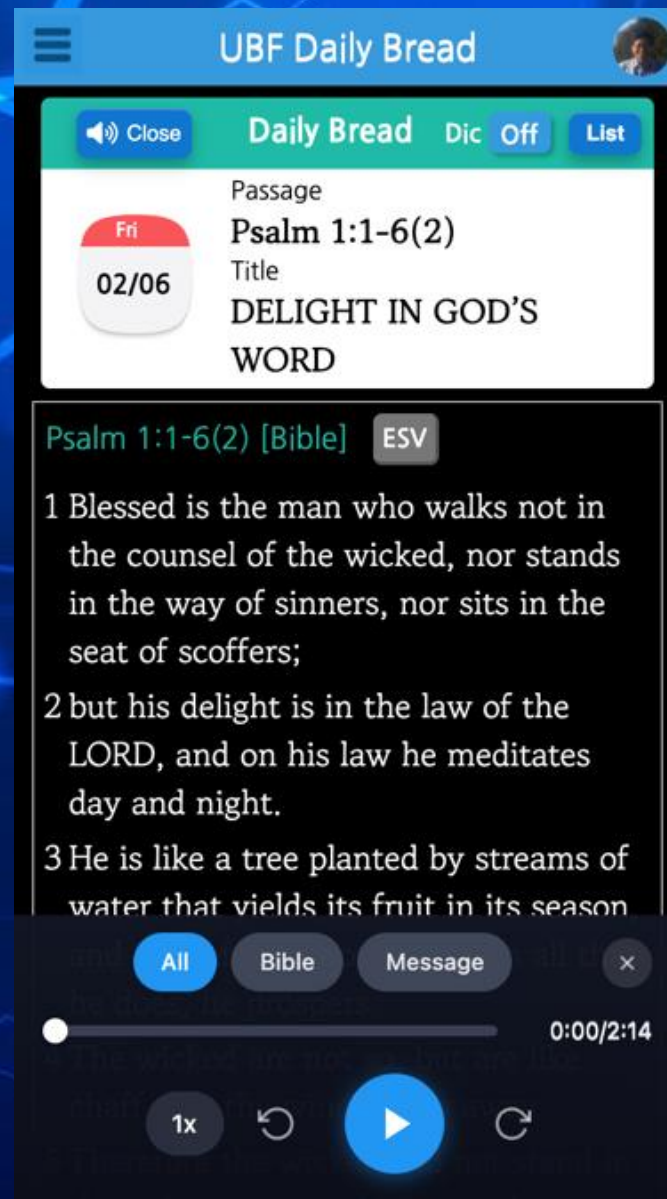 UBF Daily Bread
Close
Daily Bread
Dic
Off
List
Fri
02/06
Passage
Psalm 1:1-6(2)
Title
DELIGHT IN GOD’S
WORD
Psalm 1:1-6(2) [Bible]
ESV
1 Blessed is the man who walks not in
the counsel of the wicked, nor stands
in the way of sinners, nor sits in the
seat of scoffers;
2 but his delight is in the law of the
LORD, and on his law he meditates
day and night.
3 He is like a tree planted by streams of
water that yields its fruit in its season
All
Bible
Message
0:00/2:14
1x